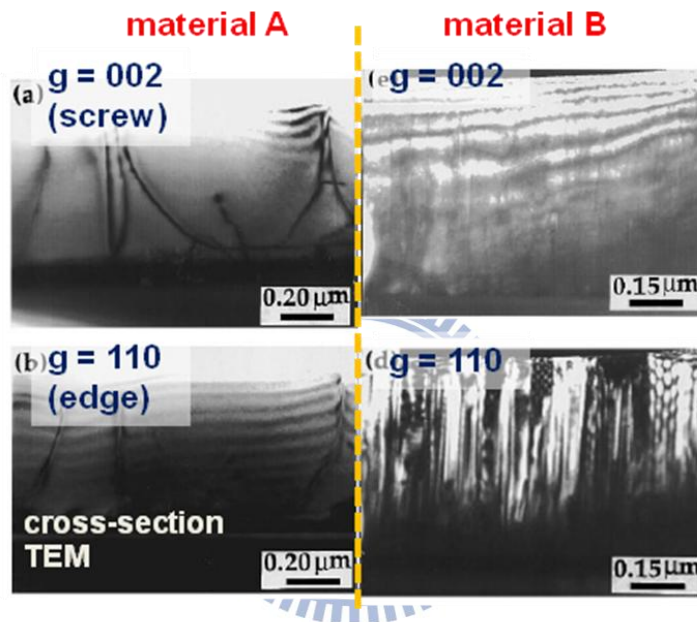 material A
material B
(a) g = 002
(screw)
0.20 μm
(e) g = 002
0.15 μm
(b) g = 110
(edge)
cross-section
TEM
0.20 μm
(d) g = 110
0.15 μm